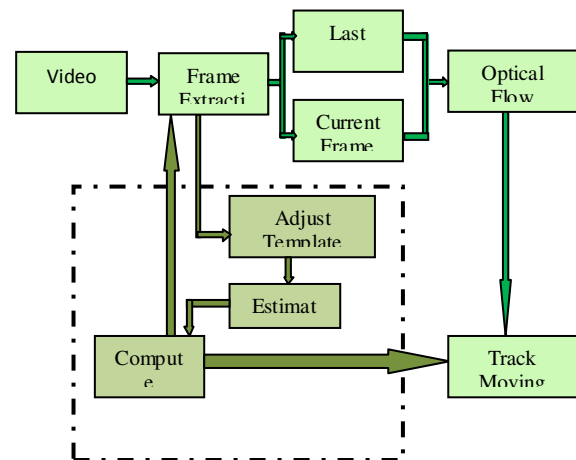 Video
Frame
Extracti
Last
Current
Frame
Optical
Flow
Adjust
Template
Estimat
Comput
e
Track
Moving